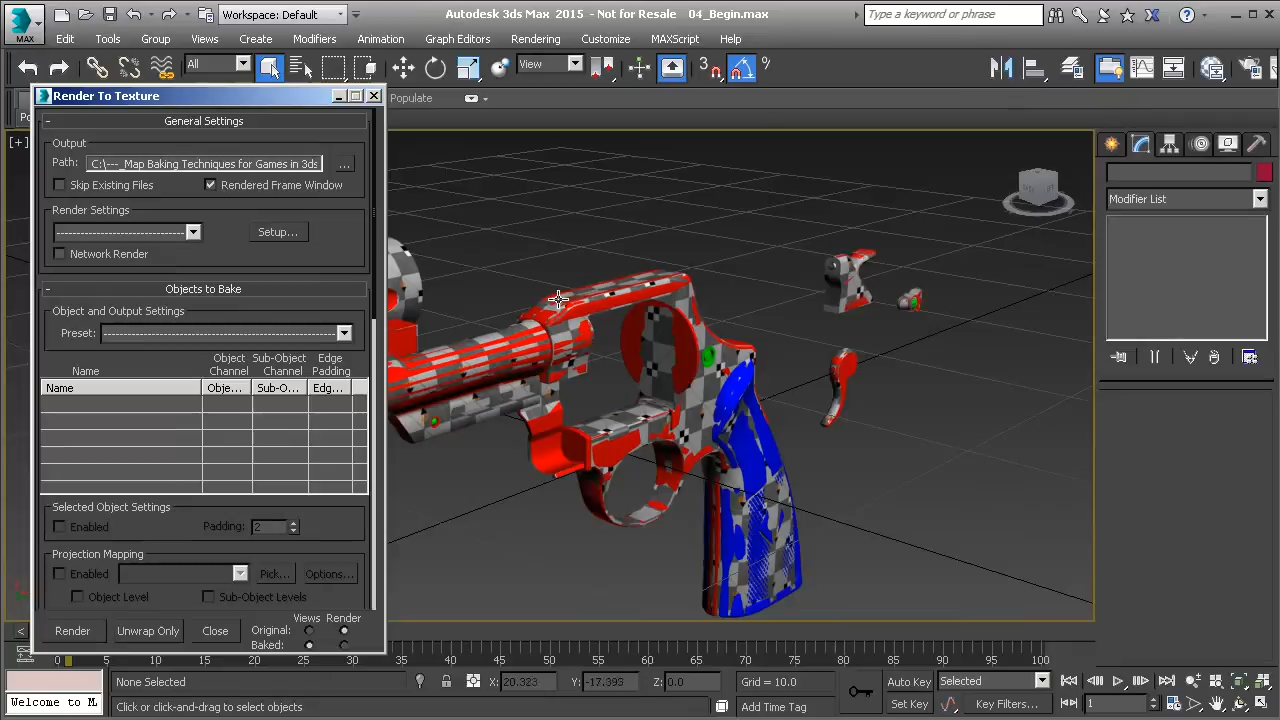 Workspace: Default
Autodesk 3ds Max 2015 - Not for Resale 04_Begin.max
Type a keyword or phrase
MAX
Edit Tools Group Views Create Modifiers Animation Graph Editors Rendering Customize MAXScript Help
All
View
3
Render To Texture
Populate
General Settings
[+]
Output
Path: C:\---_Map Baking Techniques for Games in 3ds ...
Skip Existing Files Rendered Frame Window
Modifier List
Render Settings
Setup...
Network Render
Objects to Bake
Object and Output Settings
Preset:
Object Sub-Object Edge
Name Channel Channel Padding
Name Obje... Sub-O... Edg...
Selected Object Settings
Enabled Padding: 2
Projection Mapping
Enabled Pick... Options...
Object Level Sub-Object Levels
Views Render
Render Unwrap Only Close Original:
Baked:
0 5 10 15 20 25 30 35 40 45 50 55 60 65 70 75 80 85 90 95 100
None Selected X: 20.323 Y: -17.393 Z: 0.0 Grid = 10.0 Auto Key Selected
Welcome to M Click or click-and-drag to select objects Add Time Tag Set Key Key Filters... 1